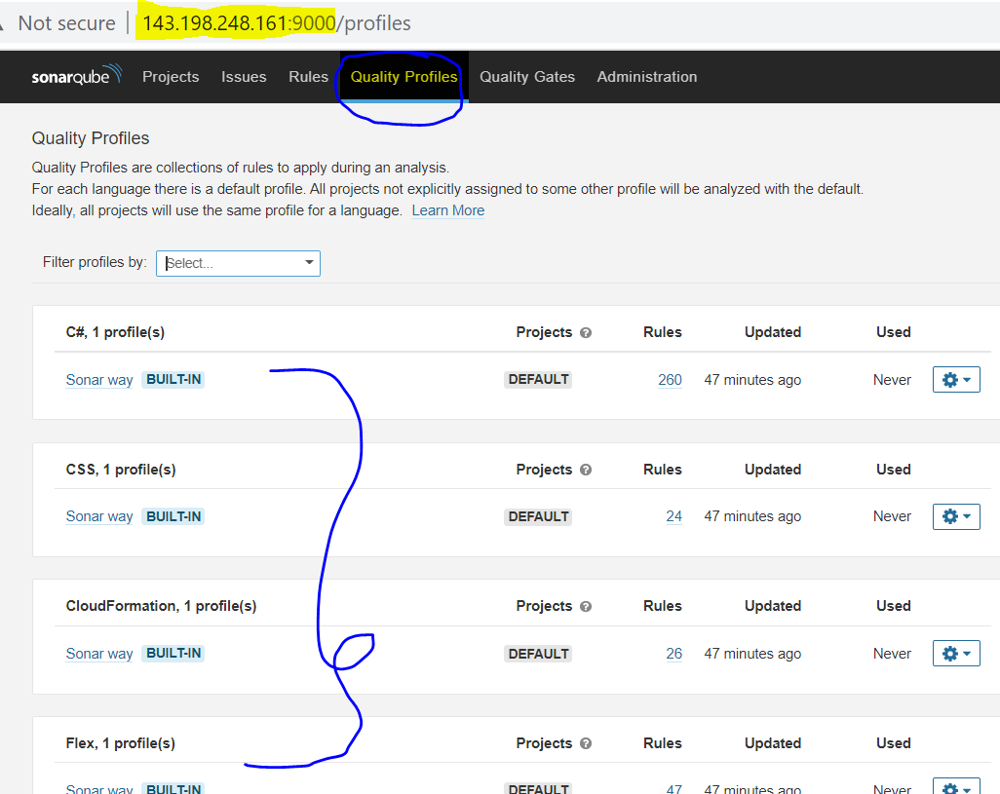 Not secure | 143.198.248.161:9000/profiles
sonarqube Projects Issues Rules Quality Profiles Quality Gates Administration
Quality Profiles
Quality Profiles are collections of rules to apply during an analysis.
For each language there is a default profile. All projects not explicitly assigned to some other profile will be analyzed with the default.
Ideally, all projects will use the same profile for a language. Learn More
Filter profiles by: Select...
C#, 1 profile(s) Projects ? Rules Updated Used
Sonar way BUILT-IN DEFAULT 260 47 minutes ago Never
CSS, 1 profile(s) Projects ? Rules Updated Used
Sonar way BUILT-IN DEFAULT 24 47 minutes ago Never
CloudFormation, 1 profile(s) Projects ? Rules Updated Used
Sonar way BUILT-IN DEFAULT 26 47 minutes ago Never
Flex, 1 profile(s) Projects ? Rules Updated Used
Sonar way BUILT-IN DEFAULT 47 47 minutes ago Never